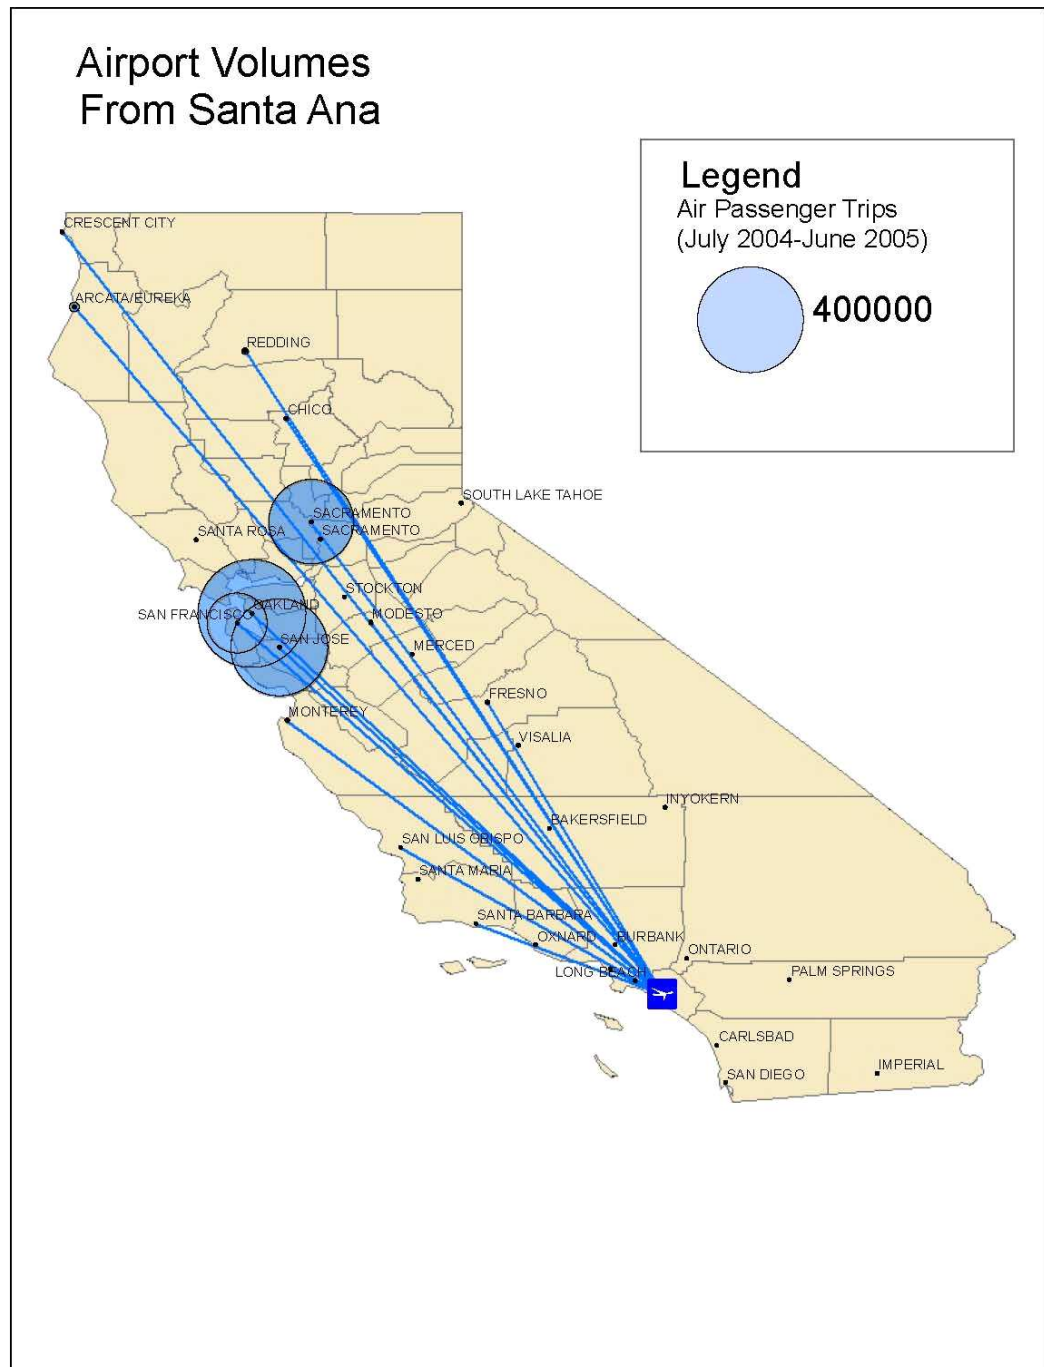 Airport Volumes
From Santa Ana
Legend
Air Passenger Trips
(July 2004-June 2005)
400000
CRESCENT CITY
ARCATA/EUREKA
REDDING
CHICO
SOUTH LAKE TAHOE
SACRAMENTO
SANTA ROSA
SACRAMENTO
STOCKTON
OAKLAND
SAN FRANCISCO
MODESTO
SAN JOSE
MERCED
FRESNO
MONTEREY
VISALIA
INYOKERN
BAKERSFIELD
SAN LUIS OBISPO
SANTA MARIA
SANTA BARBARA
OXNARD
BURBANK
ONTARIO
LONG BEACH
PALM SPRINGS
CARLSBAD
IMPERIAL
SAN DIEGO